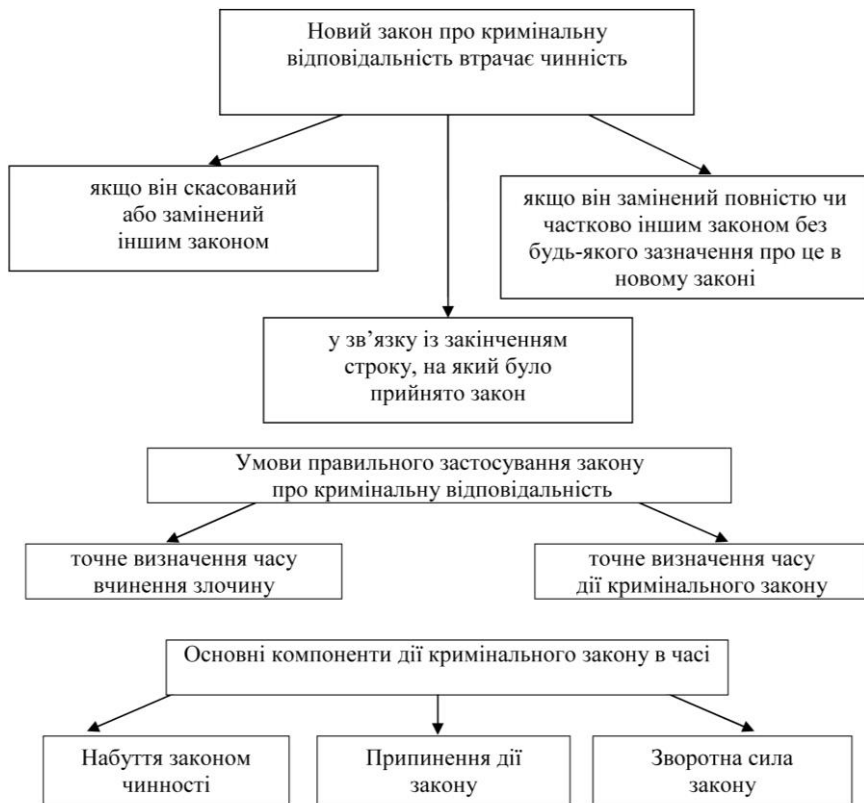 Новий закон про кримінальну
відповідальність втрачає чинність
якщо він скасований
або замінений
іншим законом
якщо він замінений повністю чи
частково іншим законом без
будь-якого зазначення про це в
новому законі
у зв’язку із закінченням
строку, на який було
прийнято закон
Умови правильного застосування закону
про кримінальну відповідальність
точне визначення часу
вчинення злочину
точне визначення часу
дії кримінального закону
Основні компоненти дії кримінального закону в часі
Набуття законом
чинності
Припинення дії
закону
Зворотна сила
закону